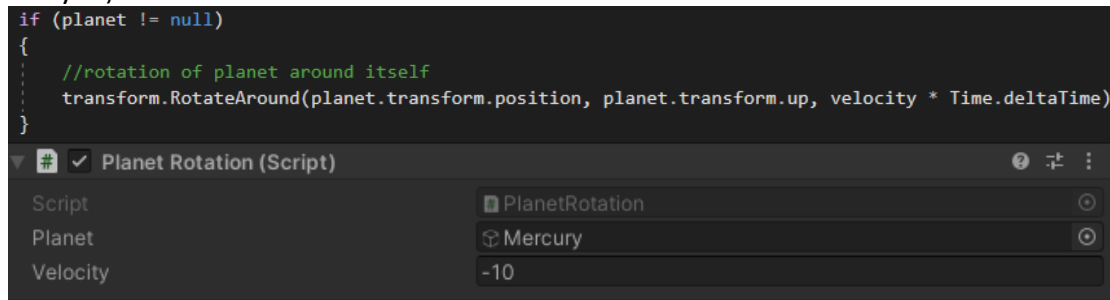 if (planet != null)
{
//rotation of planet around itself
transform.RotateAround(planet.transform.position, planet.transform.up, velocity * Time.deltaTime)
}
# Planet Rotation (Script)
Script PlanetRotation
Planet Mercury
Velocity -10